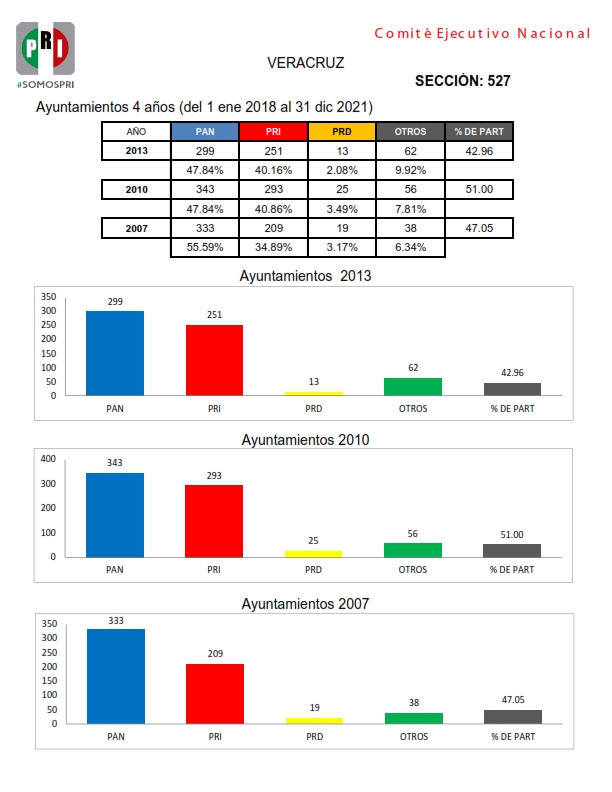 Comité Ejecutivo Nacional
PRI
#SOMOSPRI
VERACRUZ
SECCIÓN: 527
Ayuntamientos 4 años (del 1 ene 2018 al 31 dic 2021)
AÑO PAN PRI PRD OTROS % DE PART
2013 299 251 13 62 42.96
47.84% 40.16% 2.08% 9.92%
2010 343 293 25 56 51.00
47.84% 40.86% 3.49% 7.81%
2007 333 209 19 38 47.05
55.59% 34.89% 3.17% 6.34%
Ayuntamientos 2013
350
300
250
200
150
100
50
0
299 251 13 62 42.96
PAN PRI PRD OTROS % DE PART
Ayuntamientos 2010
400
300
200
100
0
343 293 25 56 51.00
PAN PRI PRD OTROS % DE PART
Ayuntamientos 2007
350
300
250
200
150
100
50
0
333 209 19 38 47.05
PAN PRI PRD OTROS % DE PART